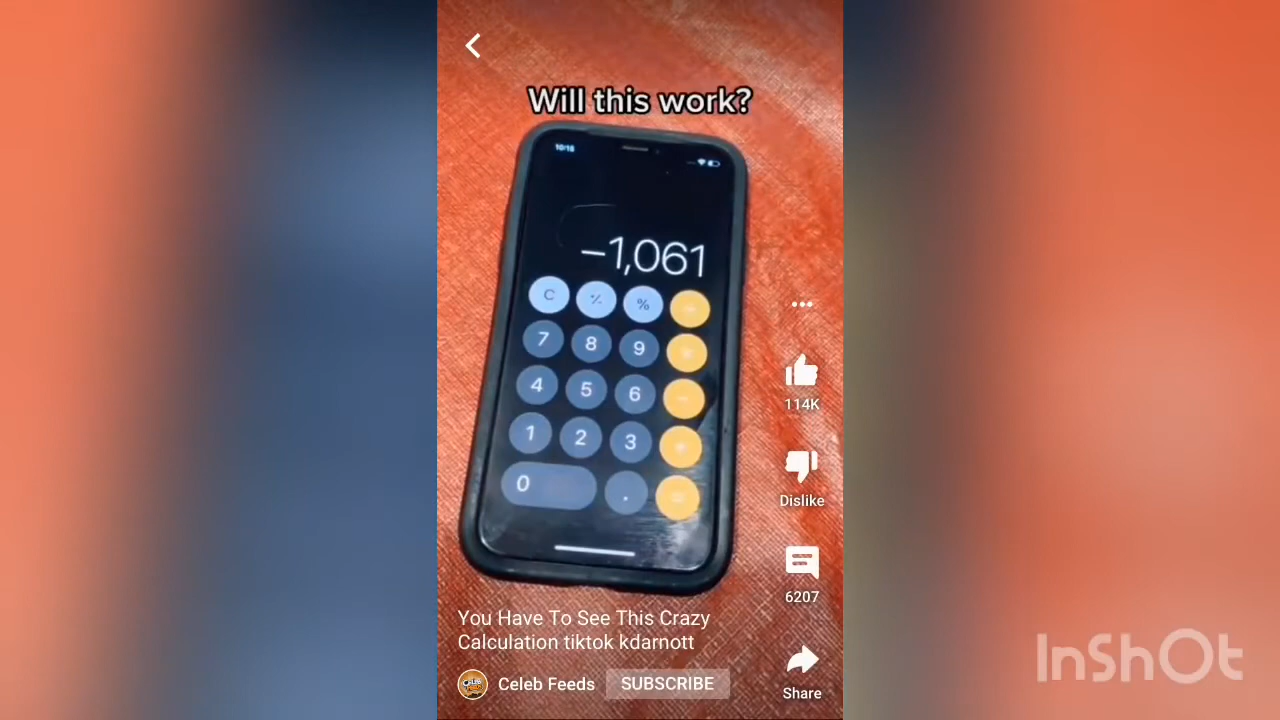 Will this work?
10:18
-1,061
C
%
7 8 9
4 5 6
1 2 3
0 .
114K
Dislike
6207
You Have To See This Crazy
Calculation tiktok kdarnott
Celeb Feeds SUBSCRIBE
Share
InShOt